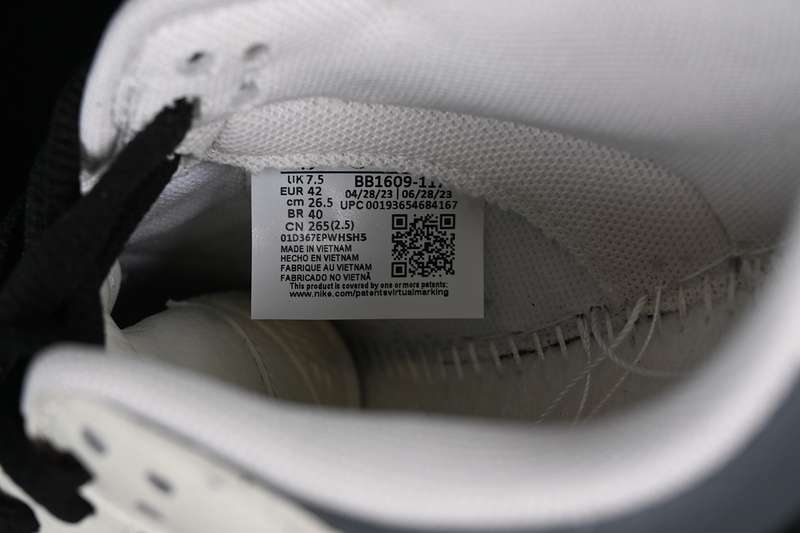 UK 7.5
EUR 42
cm 26.5
BR 40
CN 265(2.5)
BB1609-117
04/28/23 | 06/28/23
UPC 00193654684167
01D367EPWHSH5
MADE IN VIETNAM
HECHO EN VIETNAM
FABRIQUE AU VIETNAM
FABRICADO NO VIETNÃ
This product is covered by one or more patents:
www.nike.com/patentsvirtualmarking